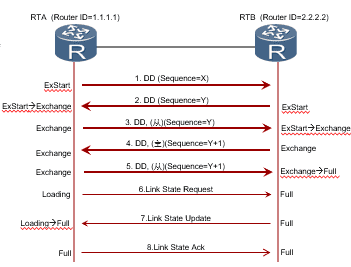 RTA (Router ID=1.1.1.1) RTB (Router ID=2.2.2.2)
R R
1. DD (Sequence=X)
ExStart
2. DD (Sequence=Y)
ExStart→Exchange ExStart
3. DD, (从)(Sequence=Y)
Exchange ExStart→Exchange
4. DD, (主)(Sequence=Y+1)
Exchange Exchange
5. DD, (从)(Sequence=Y+1)
Exchange Exchange→Full
6.Link State Request
Loading Full
7.Link State Update
Loading→Full Full
8.Link State Ack
Full Full